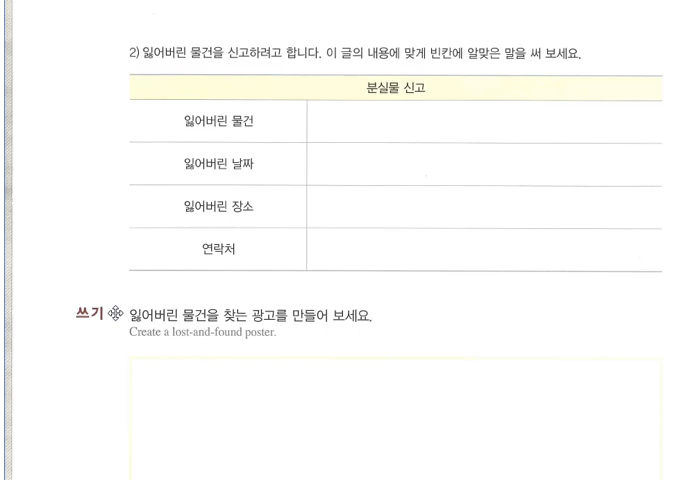 2) 잃어버린 물건을 신고하려고 합니다. 이 글의 내용에 맞게 빈칸에 알맞은 말을 써 보세요.
분실물 신고
잃어버린 물건
잃어버린 날짜
잃어버린 장소
연락처
쓰기 잃어버린 물건을 찾는 광고를 만들어 보세요.
Create a lost-and-found poster.